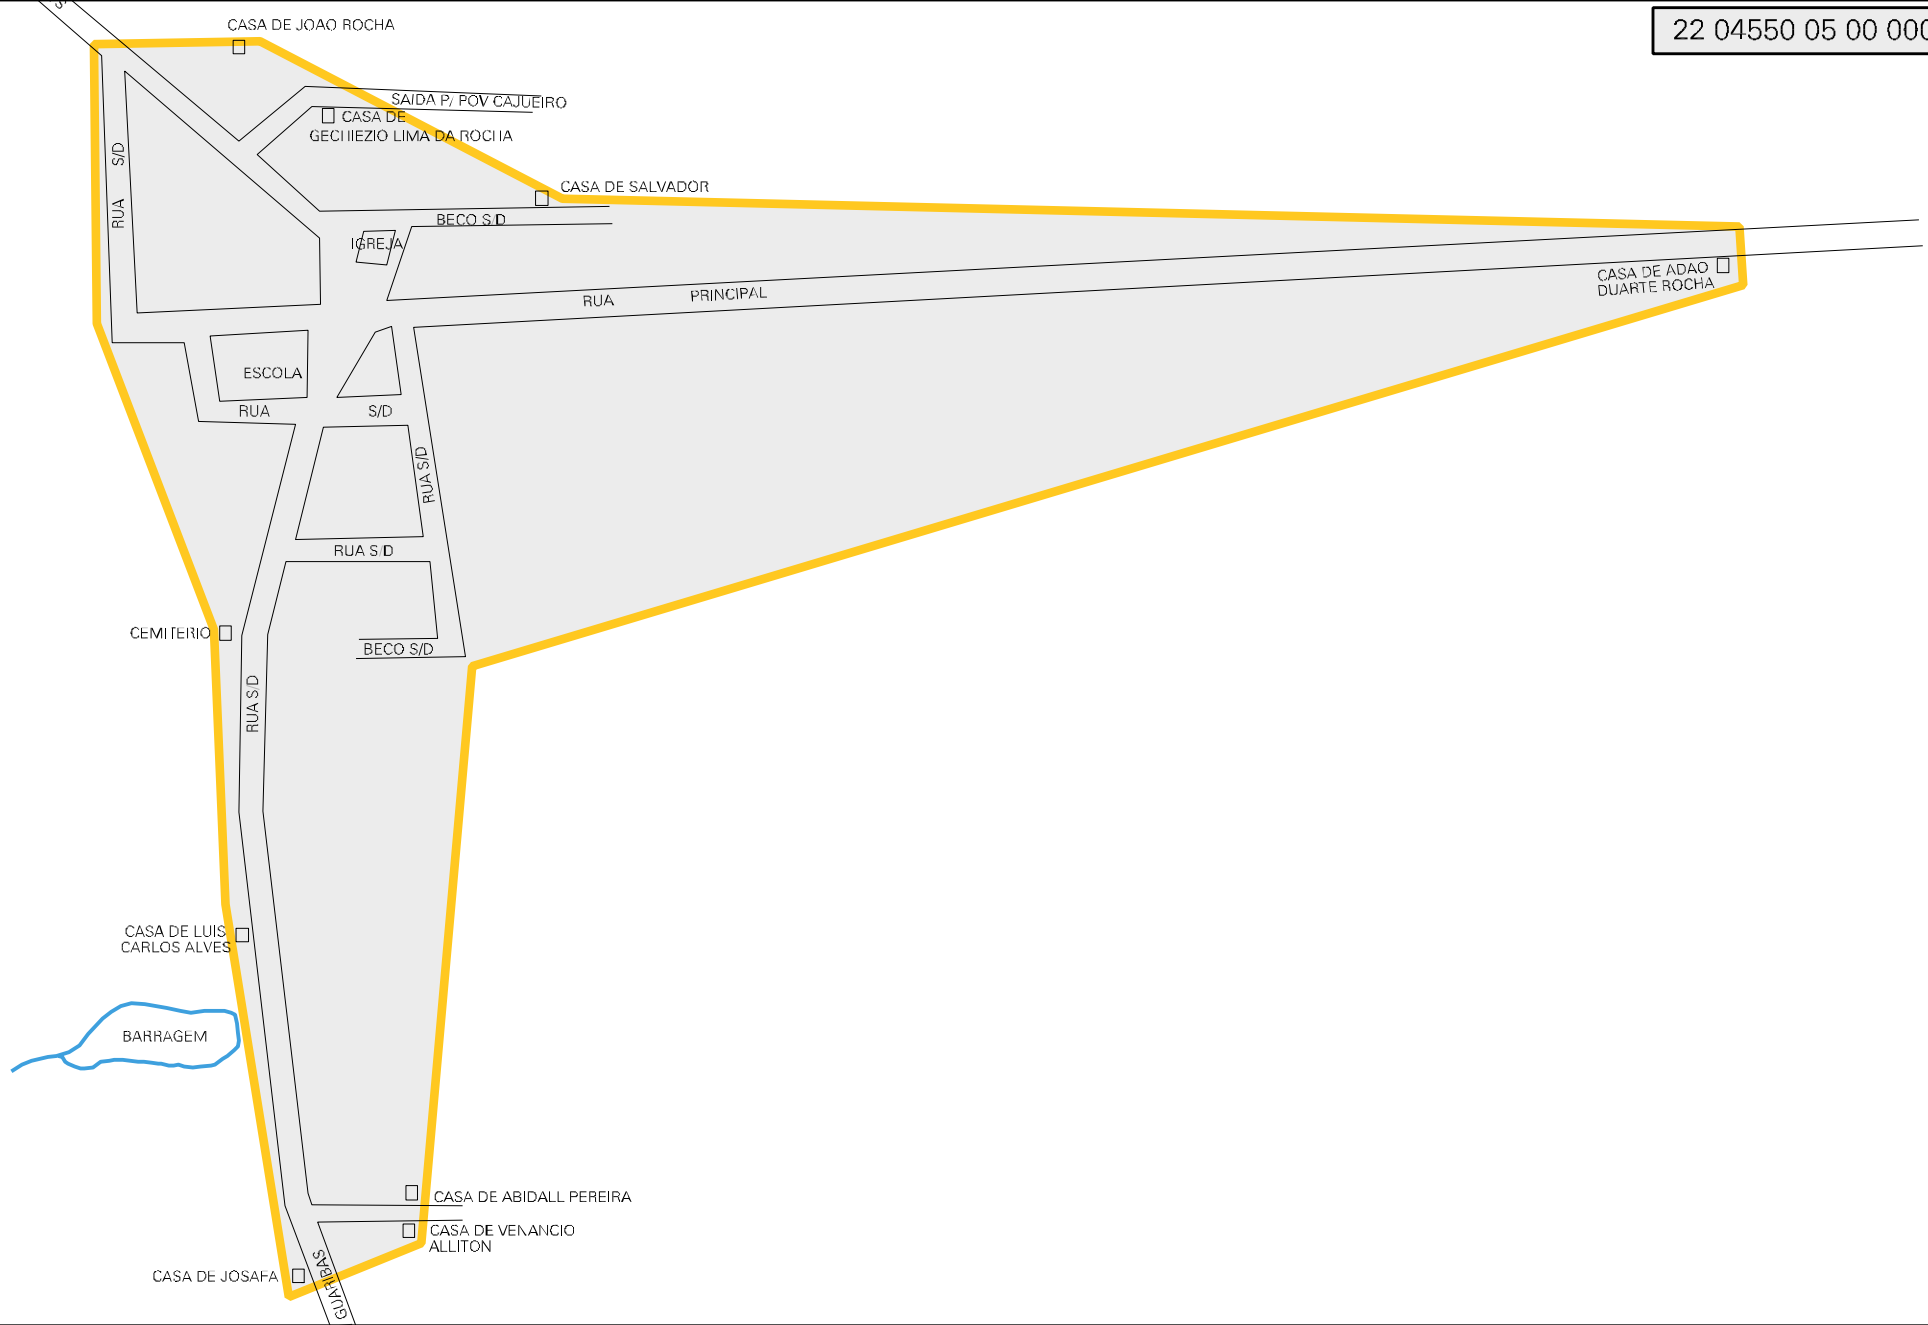 CASA DE JOAO ROCHA
22 04550 05 00 000
SAIDA P/ POV CAJUEIRO
CASA DE
GECHIEZIO LIMA DA ROCHA
RUA S/D
CASA DE SALVADOR
BECO S/D
IGREJA
CASA DE ADAO
DUARTE ROCHA
RUA PRINCIPAL
ESCOLA
RUA S/D
RUA S/D
RUA S/D
CEMITERIO
BECO S/D
RUA S/D
CASA DE LUIS
CARLOS ALVES
BARRAGEM
CASA DE ABIDALL PEREIRA
CASA DE VENANCIO
ALLITON
CASA DE JOSAFA
GUARIBAS